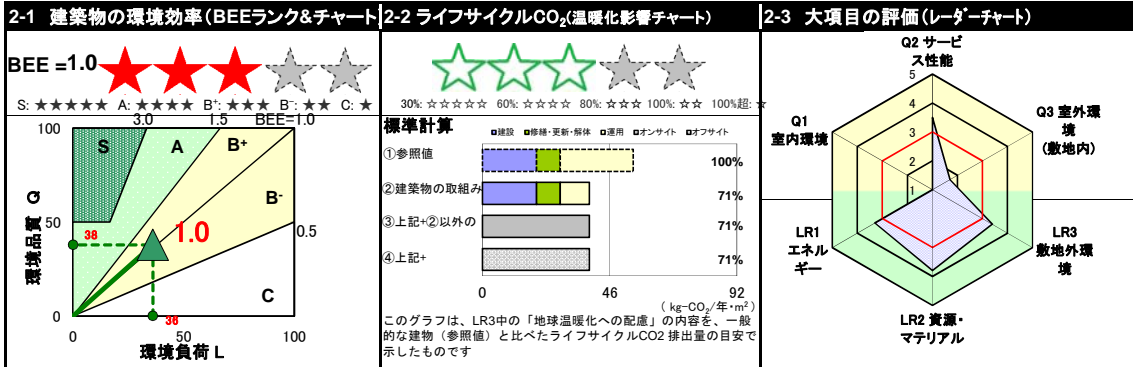 2-1 建築物の環境効率(BEEランク&チャート
BEE =1.0
S: ★★★★★ A: ★★★★ B⁺: ★★★ B⁻: ★★ C: ★
3.0 1.5 BEE=1.0
100
S A B⁺
B⁻
50
0.5
38
1.0
C
36
0
0 50 100
環境品質 Q
環境負荷 L
2-2 ライフサイクルCO₂(温暖化影響チャート)
30%: ☆☆☆☆☆ 60%: ☆☆☆☆ 80%: ☆☆☆ 100%: ☆☆ 100%超: ☆
標準計算
■建設 ■修繕・更新・解体 □運用 ■オンサイト ■オフサイト
①参照値 100%
②建築物の取組み 71%
③上記+②以外の 71%
④上記+ 71%
0 46 92
( kg-CO₂/年・m²)
このグラフは、LR3中の「地球温暖化への配慮」の内容を、一般
的な建物(参照値)と比べたライフサイクルCO2 排出量の目安で
示したものです
2-3 大項目の評価(レーダーチャート)
Q2 サービ
ス性能
5
4
3
2
1
Q1
室内環境
Q3 室外環
境
(敷地内)
LR1
エネル
ギー
LR3
敷地外環
境
LR2 資源・
マテリアル